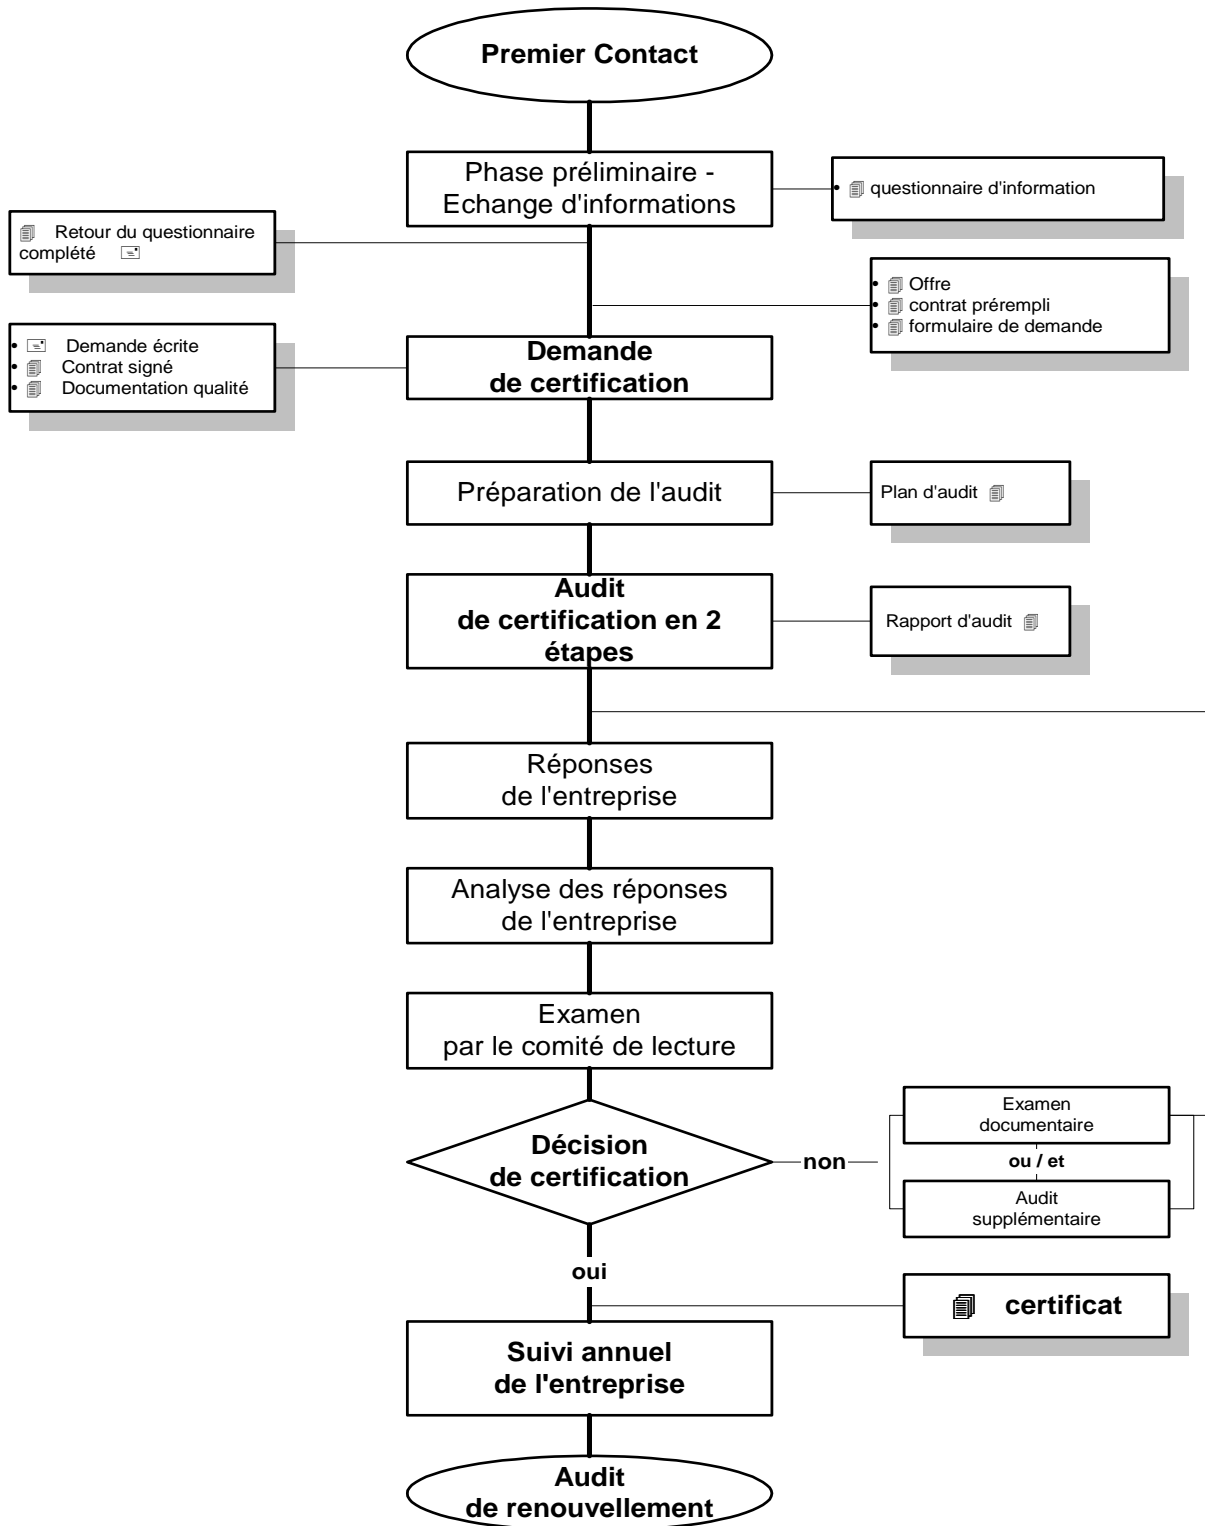 Premier Contact
Phase préliminaire -
Echange d'informations
• questionnaire d'information
Retour du questionnaire
complété
• Offre
• contrat prérempli
• formulaire de demande
• Demande écrite
• Contrat signé
• Documentation qualité
Demande
de certification
Préparation de l'audit
Plan d'audit
Audit
de certification en 2
étapes
Rapport d'audit
Réponses
de l'entreprise
Analyse des réponses
de l'entreprise
Examen
par le comité de lecture
Décision
de certification
non
Examen
documentaire
ou / et
Audit
supplémentaire
oui
certificat
Suivi annuel
de l'entreprise
Audit
de renouvellement